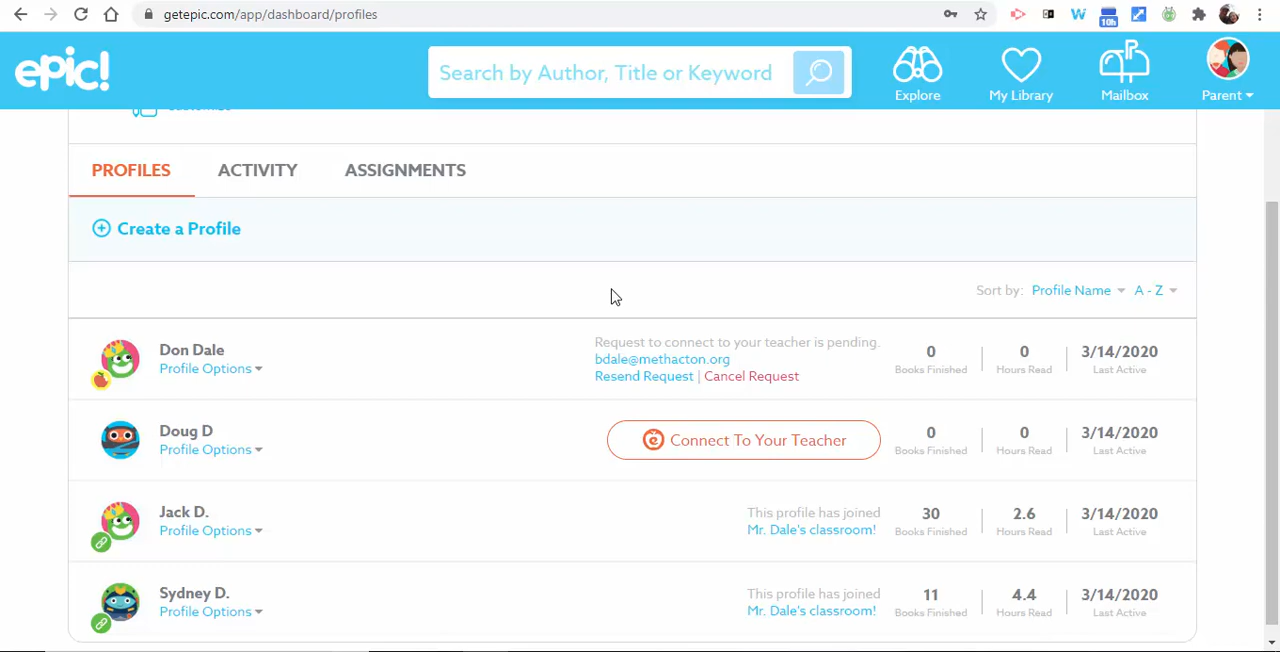 getepic.com/app/dashboard/profiles
W
10h
epic!
Search by Author, Title or Keyword
Explore
My Library
Mailbox
Parent
PROFILES
ACTIVITY
ASSIGNMENTS
Create a Profile
Sort by: Profile Name A - Z
Don Dale
Profile Options
Request to connect to your teacher is pending.
bdale@methacton.org
Resend Request | Cancel Request
0
Books Finished
0
Hours Read
3/14/2020
Last Active
Doug D
Profile Options
Connect To Your Teacher
0
Books Finished
0
Hours Read
3/14/2020
Last Active
Jack D.
Profile Options
This profile has joined
Mr. Dale's classroom!
30
Books Finished
2.6
Hours Read
3/14/2020
Last Active
Sydney D.
Profile Options
This profile has joined
Mr. Dale's classroom!
11
Books Finished
4.4
Hours Read
3/14/2020
Last Active